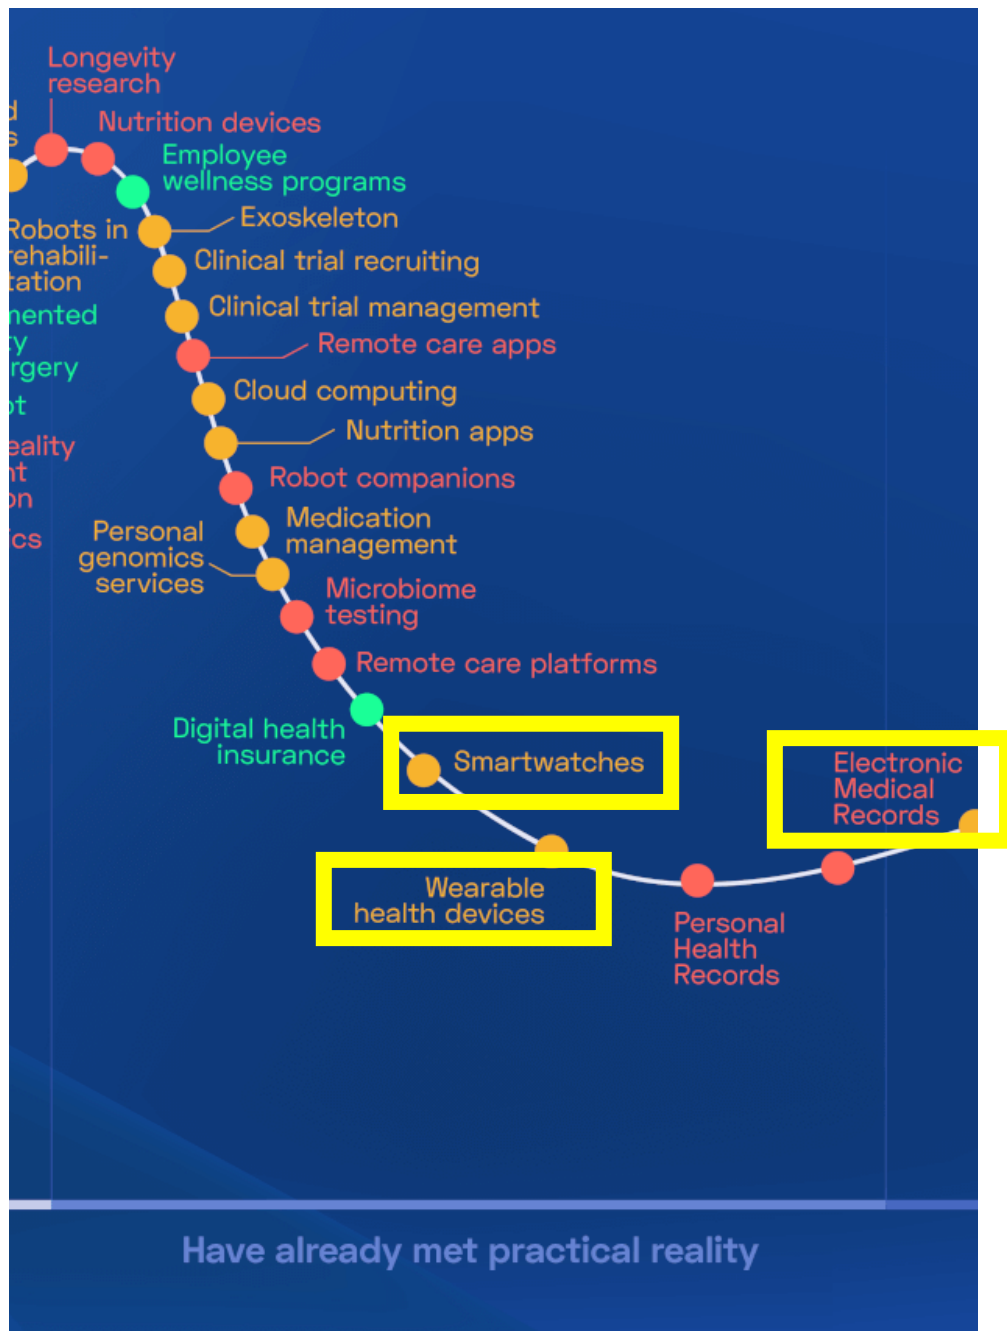 Longevity
research
Nutrition devices
Employee
wellness programs
Exoskeleton
Robots in
rehabili-
tation
Clinical trial recruiting
Clinical trial management
Remote care apps
rgery
Cloud computing
Nutrition apps
Robot companions
Medication
management
Personal
genomics
services
Microbiome
testing
Remote care platforms
Digital health
insurance
Smartwatches
Electronic
Medical
Records
Wearable
health devices
Personal
Health
Records
Have already met practical reality